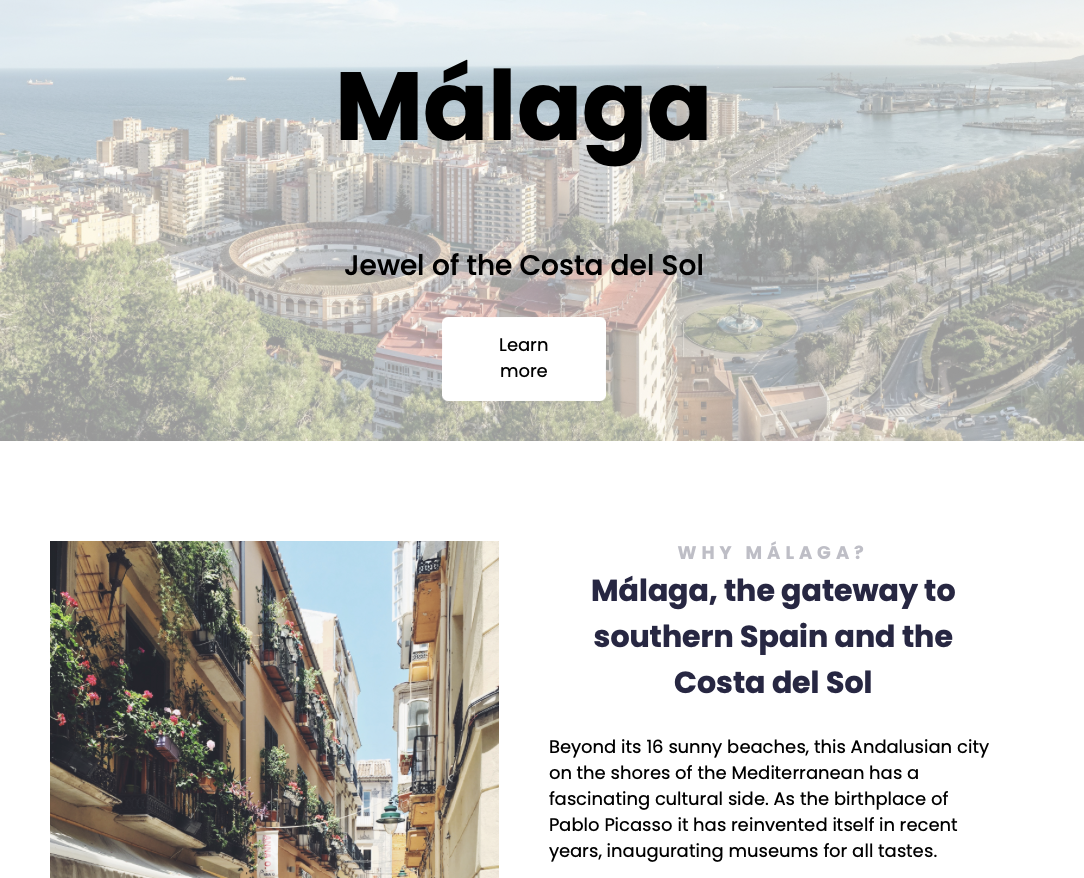 Málaga
Jewel of the Costa del Sol
Learn
more
WHY MÁLAGA?
Málaga, the gateway to
southern Spain and the
Costa del Sol
Beyond its 16 sunny beaches, this Andalusian city
on the shores of the Mediterranean has a
fascinating cultural side. As the birthplace of
Pablo Picasso it has reinvented itself in recent
years, inaugurating museums for all tastes.